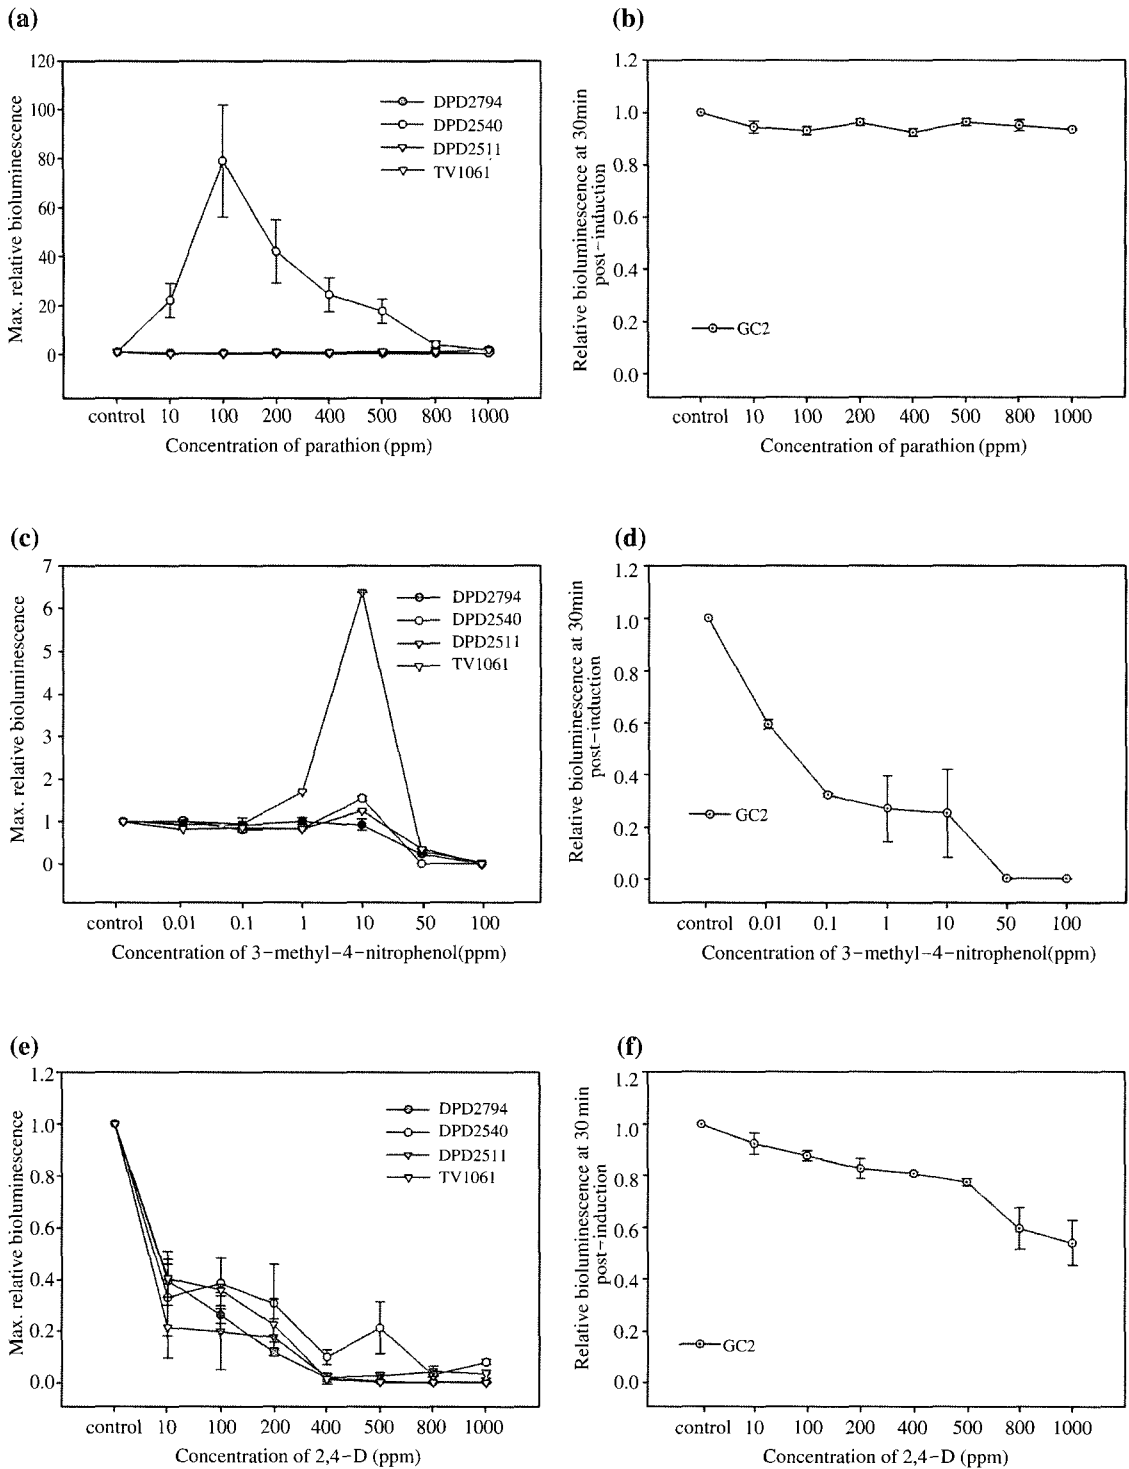 (a)
120
100
80
60
40
20
0
Max. relative bioluminescence
DPD2794
DPD2540
DPD2511
TV1061
control 10 100 200 400 500 800 1000
Concentration of parathion (ppm)
(b)
1.2
1.0
0.8
0.6
0.4
0.2
0.0
Relative bioluminescence at 30min
post-induction
GC2
control 10 100 200 400 500 800 1000
Concentration of parathion (ppm)
(c)
7
6
5
4
3
2
1
0
Max. relative bioluminescence
DPD2794
DPD2540
DPD2511
TV1061
control 0.01 0.1 1 10 50 100
Concentration of 3-methyl-4-nitrophenol(ppm)
(d)
1.2
1.0
0.8
0.6
0.4
0.2
0.0
Relative bioluminescence at 30min
post-induction
GC2
control 0.01 0.1 1 10 50 100
Concentration of 3-methyl-4-nitrophenol(ppm)
(e)
1.2
1.0
0.8
0.6
0.4
0.2
0.0
Max. relative bioluminescence
DPD2794
DPD2540
DPD2511
TV1061
control 10 100 200 400 500 800 1000
Concentration of 2,4-D (ppm)
(f)
1.2
1.0
0.8
0.6
0.4
0.2
0.0
Relative bioluminescence at 30 min
post-induction
GC2
control 10 100 200 400 500 800 1000
Concentration of 2,4-D (ppm)